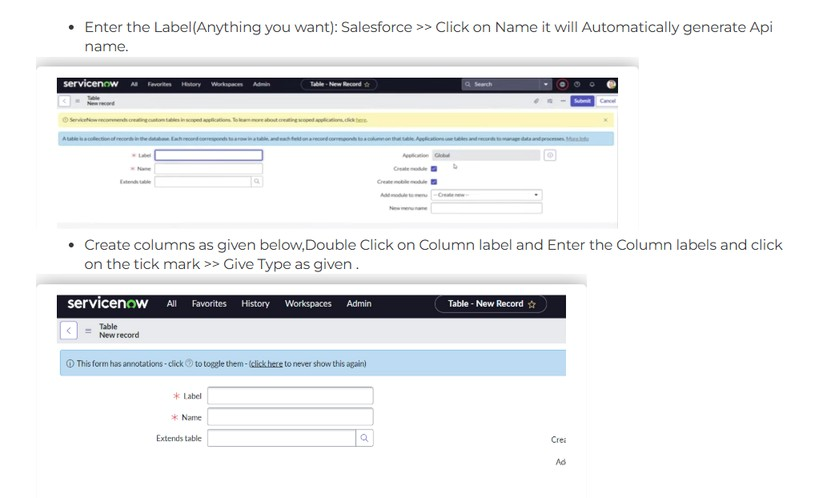 Enter the Label(Anything you want): Salesforce >> Click on Name it will Automatically generate Api
name.
servicenow All Favorites History Workspaces Admin Table - New Record ☆ Search
Table
New record
Submit Cancel
ServiceNow recommends creating custom tables in scoped applications. To learn more about creating scoped applications, click here.
A table is a collection of records in the database. Each record corresponds to a row in a table, and each field on a record corresponds to a column on that table. Applications use tables and records to manage data and processes. More Info
* Label
Application Global
* Name
Create module
Extends table
Create mobile module
Add module to menu -- Create new --
New menu name
Create columns as given below,Double Click on Column label and Enter the Column labels and click
on the tick mark >> Give Type as given .
servicenow All Favorites History Workspaces Admin Table - New Record ☆
Table
New record
This form has annotations - click ? to toggle them - (click here to never show this again)
* Label
* Name
Extends table
Crea
Ad